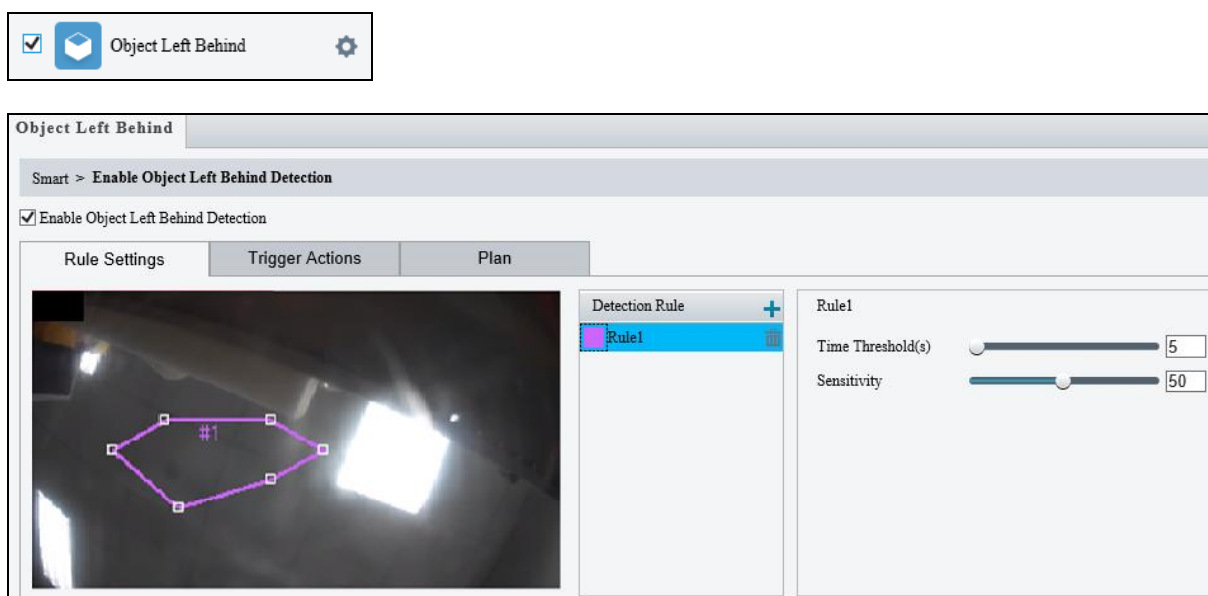 Object Left Behind
Object Left Behind
Smart > Enable Object Left Behind Detection
Enable Object Left Behind Detection
Rule Settings Trigger Actions Plan
#1
Detection Rule
Rule1
Rule1
Time Threshold(s) 5
Sensitivity 50